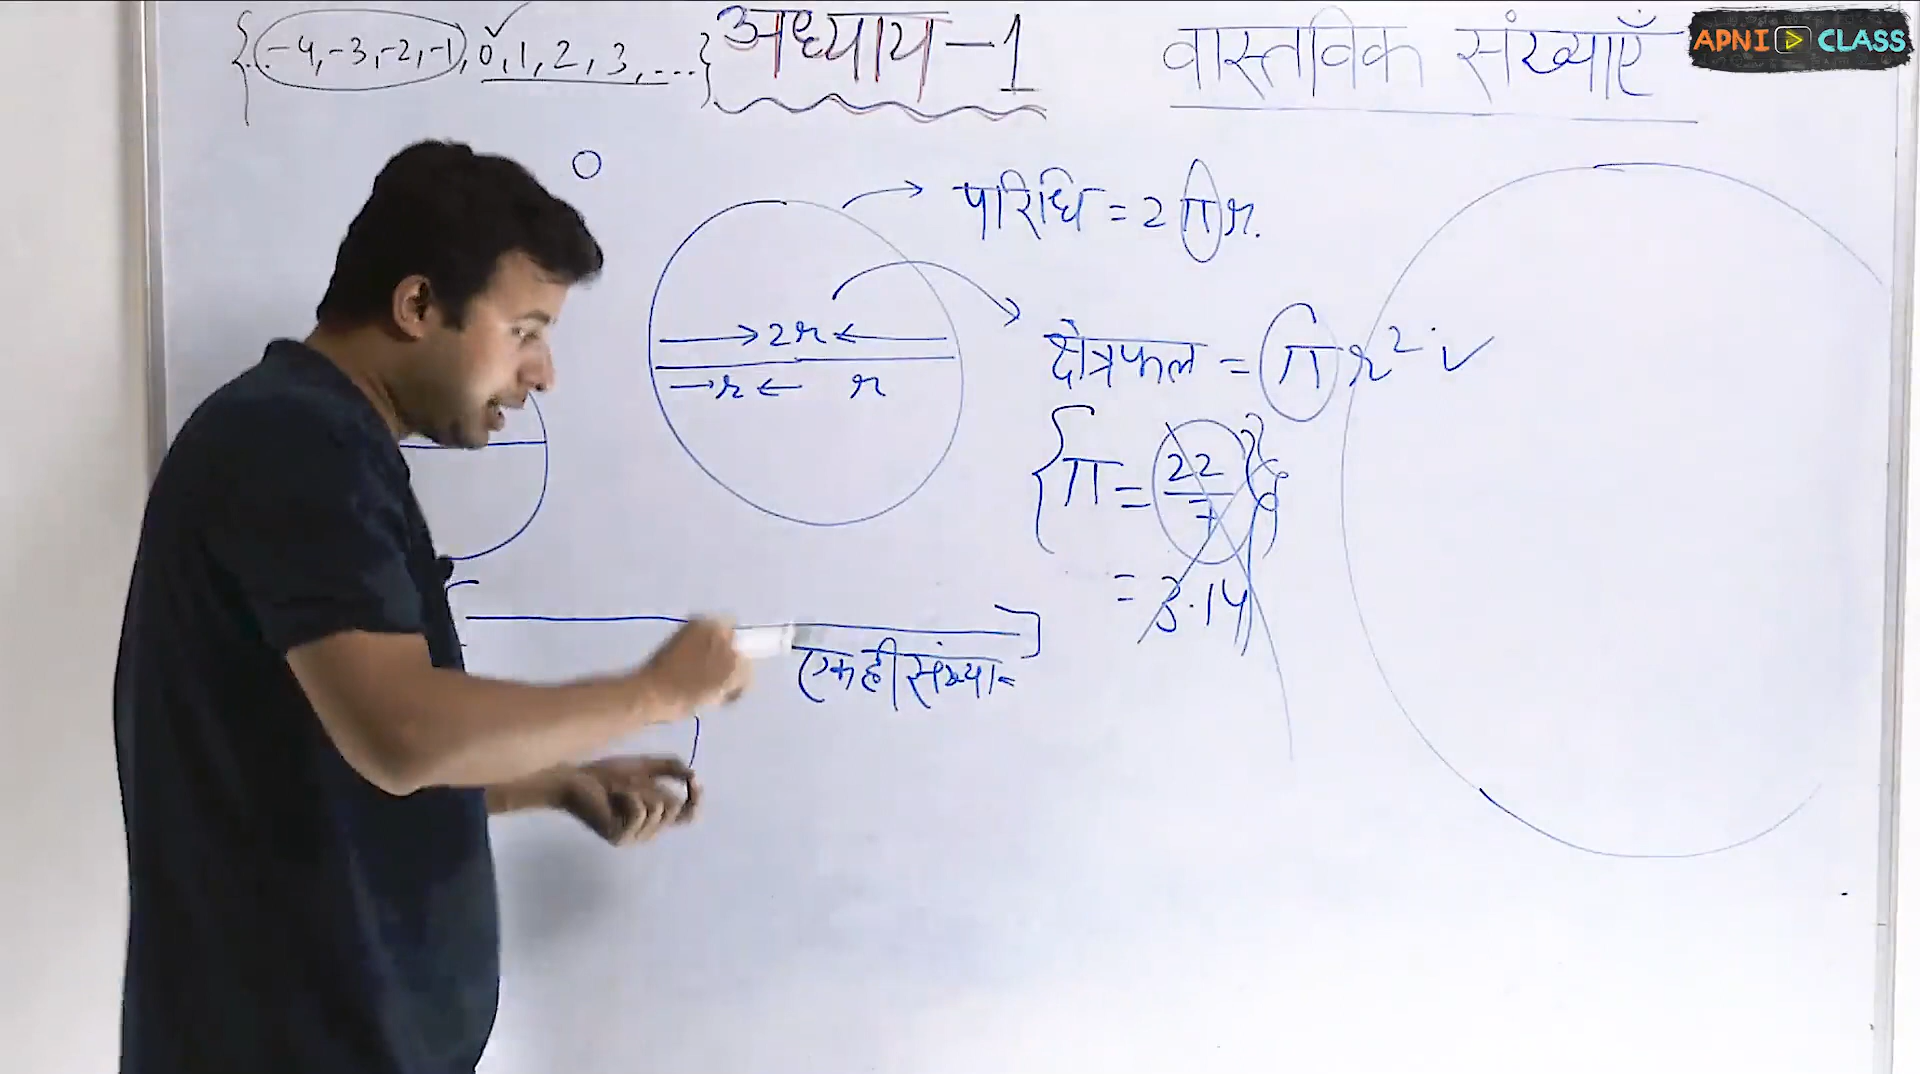 {..-4,-3,-2,-1,0,1,2,3,...} अध्याय-1 वास्तविक संख्याएँ
APNI CLASS
0
परिधि = 2πr.
→2r←
→r← r
क्षेत्रफल = πr² ✓
{π = 22/7}
= 3.14
एक ही संख्या =